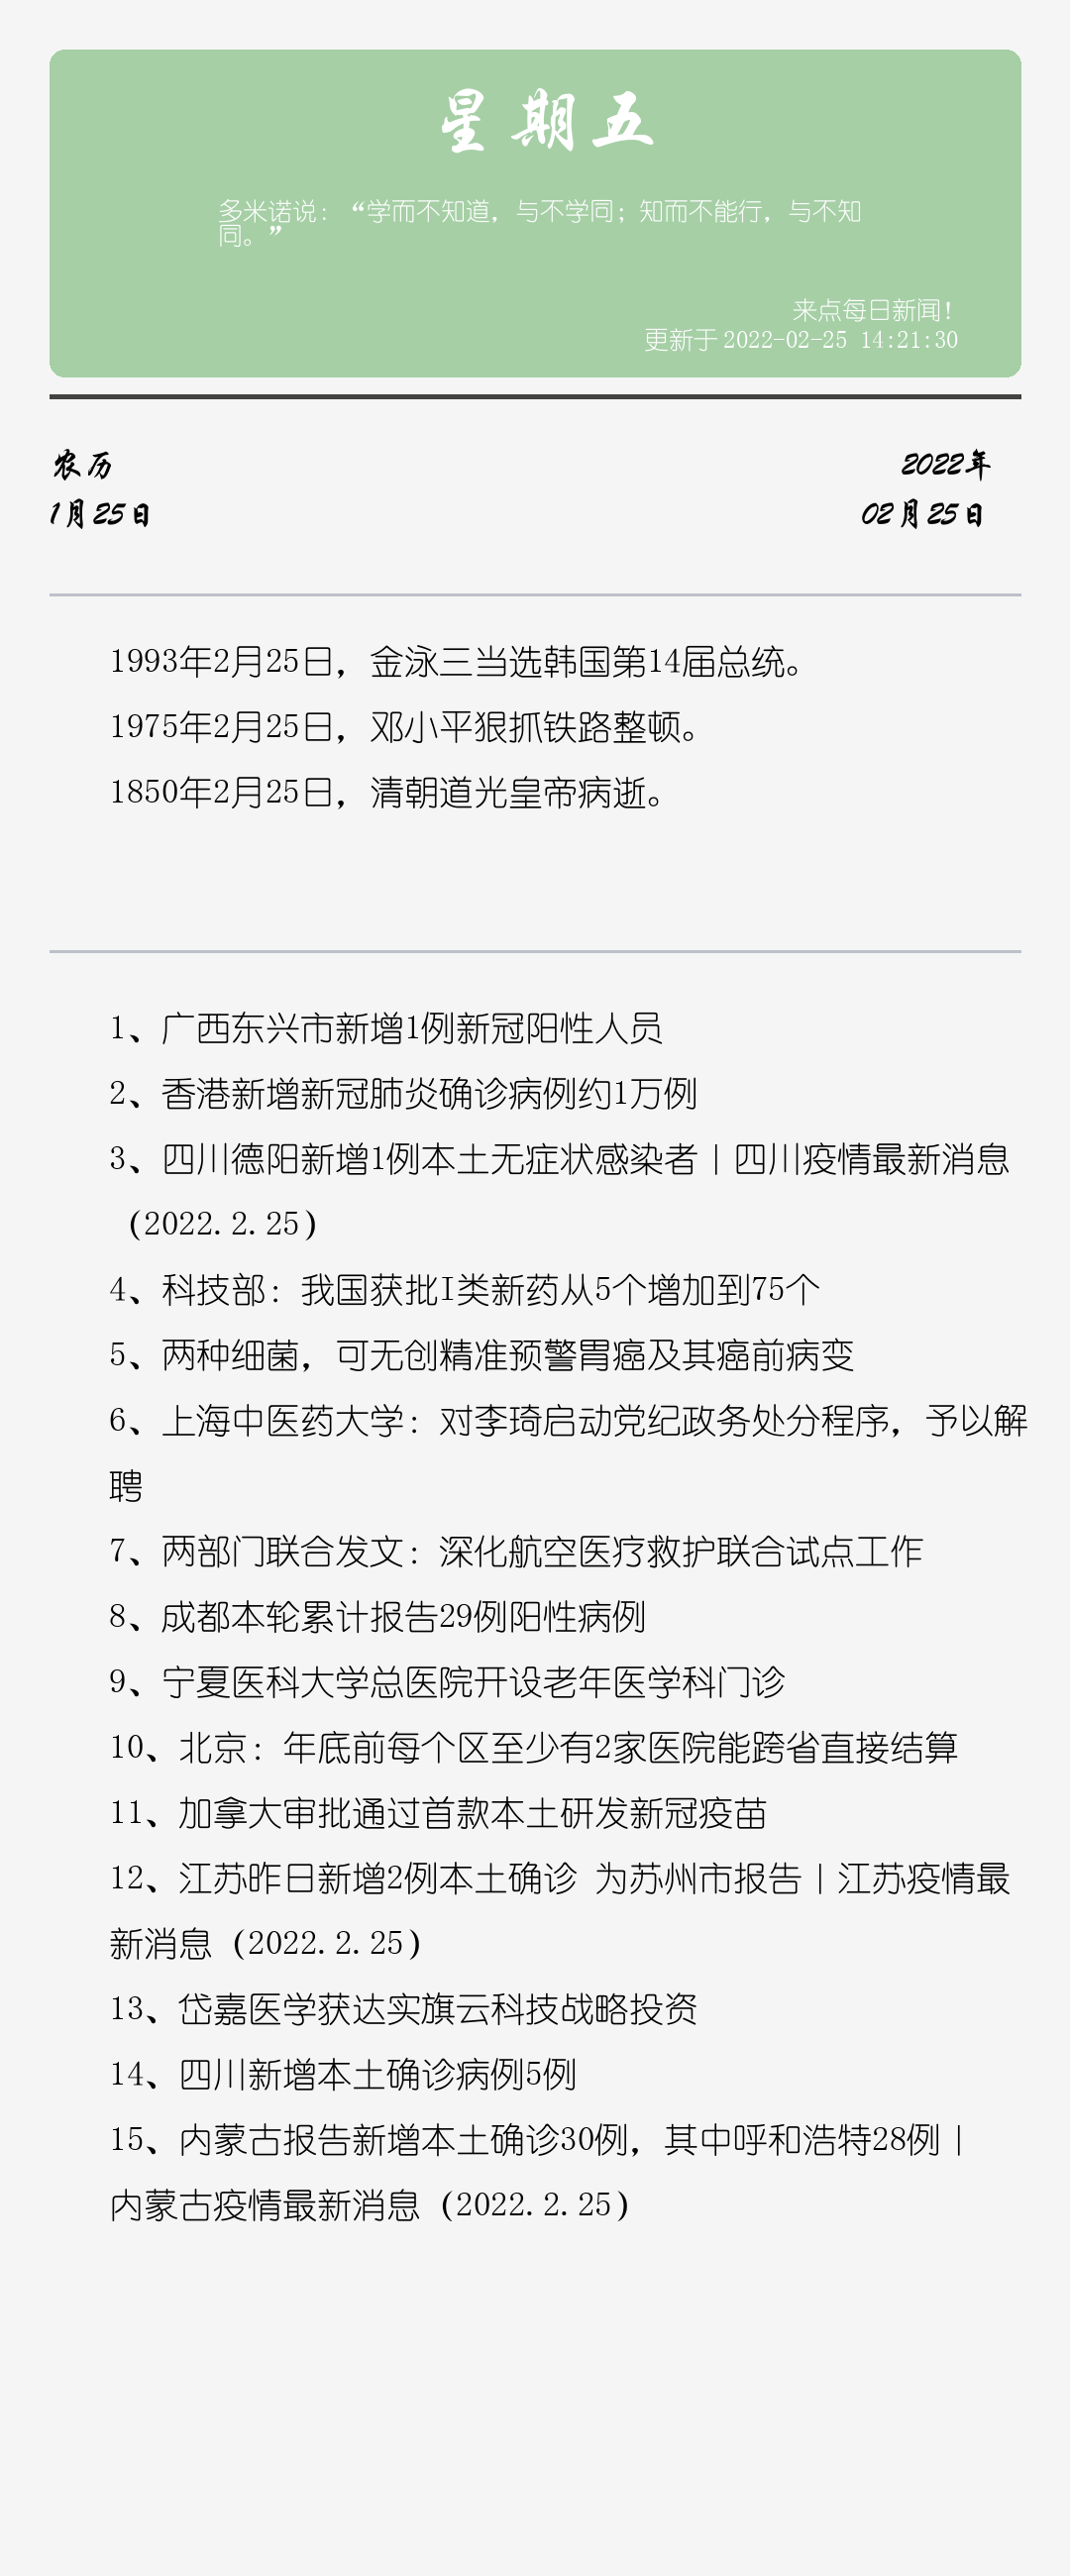 星期五
多米诺说：“学而不知道，与不学同；知而不能行，与不知
同。”
来点每日新闻！
更新于 2022-02-25 14:21:30
农历
2022年
1月25日
02月25日
1993年2月25日，金泳三当选韩国第14届总统。
1975年2月25日，邓小平狠抓铁路整顿。
1850年2月25日，清朝道光皇帝病逝。
1、广西东兴市新增1例新冠阳性人员
2、香港新增新冠肺炎确诊病例约1万例
3、四川德阳新增1例本土无症状感染者丨四川疫情最新消息
（2022.2.25）
4、科技部：我国获批I类新药从5个增加到75个
5、两种细菌，可无创精准预警胃癌及其癌前病变
6、上海中医药大学：对李琦启动党纪政务处分程序，予以解
聘
7、两部门联合发文：深化航空医疗救护联合试点工作
8、成都本轮累计报告29例阳性病例
9、宁夏医科大学总医院开设老年医学科门诊
10、北京：年底前每个区至少有2家医院能跨省直接结算
11、加拿大审批通过首款本土研发新冠疫苗
12、江苏昨日新增2例本土确诊 为苏州市报告丨江苏疫情最
新消息（2022.2.25）
13、岱嘉医学获达实旗云科技战略投资
14、四川新增本土确诊病例5例
15、内蒙古报告新增本土确诊30例，其中呼和浩特28例丨
内蒙古疫情最新消息（2022.2.25）